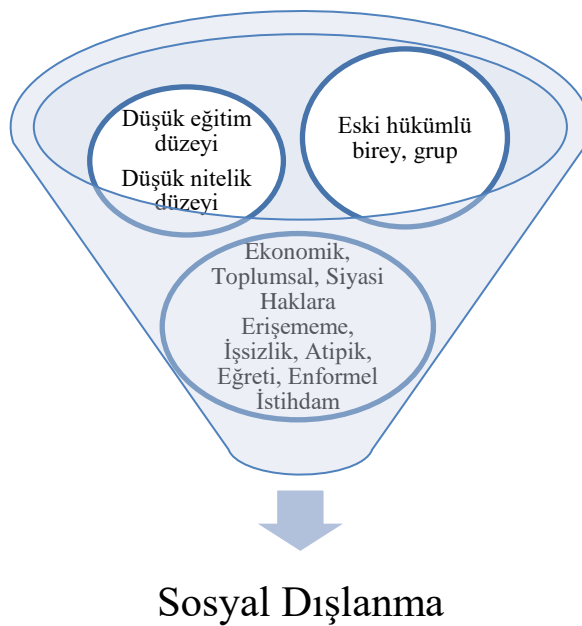 Düşük eğitim
düzeyi
Düşük nitelik
düzeyi
Eski hükümlü
birey, grup
Ekonomik,
Toplumsal, Siyasi
Haklara
Erişememe,
İşsizlik, Atipik,
Eğreti, Enformel
İstihdam
Sosyal Dışlanma